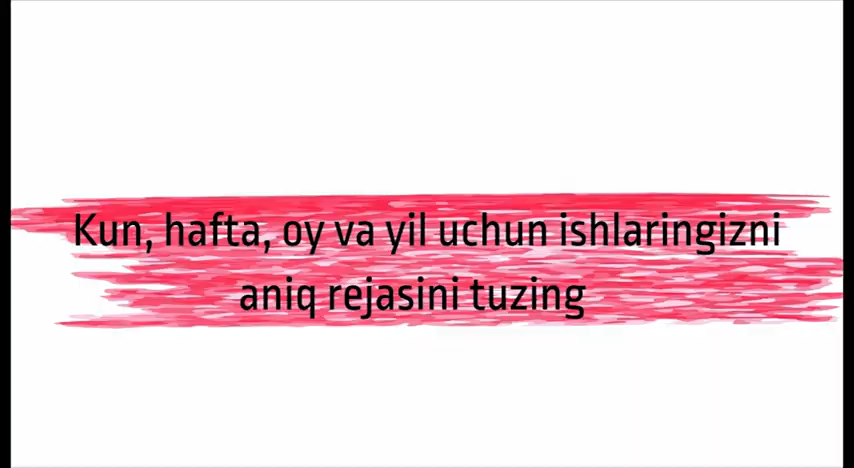 Kun, hafta, oy va yil uchun ishlaringizni
aniq rejasini tuzing